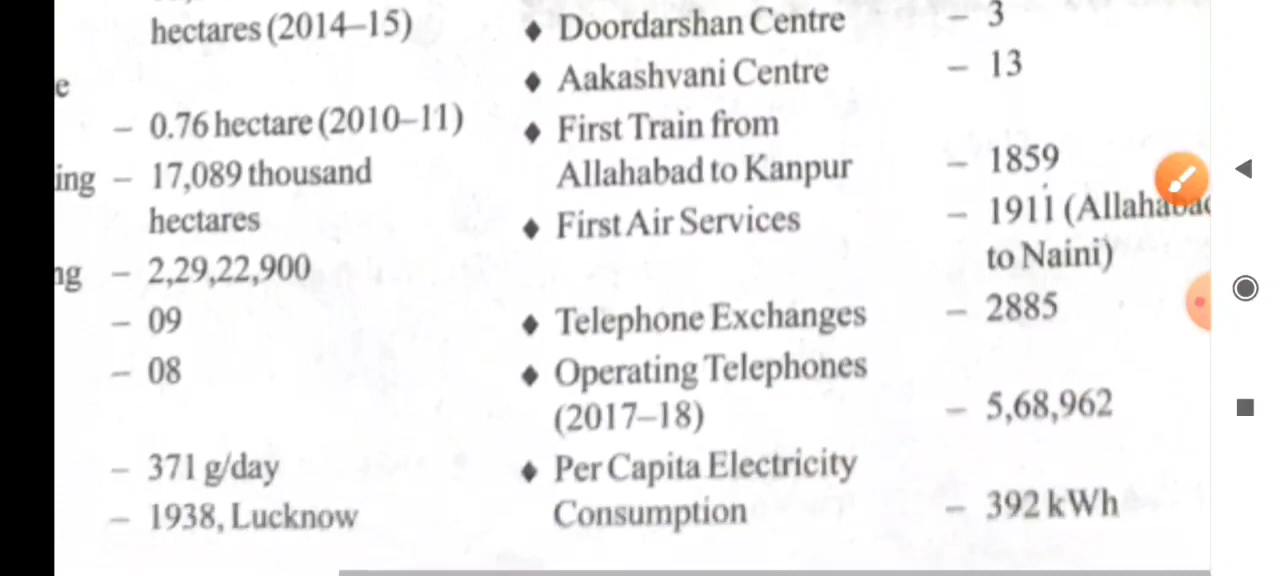 hectares (2014–15)
e
– 0.76 hectare (2010–11)
ing – 17,089 thousand
hectares
– 2,29,22,900
– 09
– 08
– 371 g/day
– 1938, Lucknow
♦ Doordarshan Centre – 3
♦ Aakashvani Centre – 13
♦ First Train from
Allahabad to Kanpur – 1859
♦ First Air Services – 1911 (Allahabad
to Naini)
♦ Telephone Exchanges – 2885
♦ Operating Telephones
(2017–18) – 5,68,962
♦ Per Capita Electricity
Consumption – 392 kWh